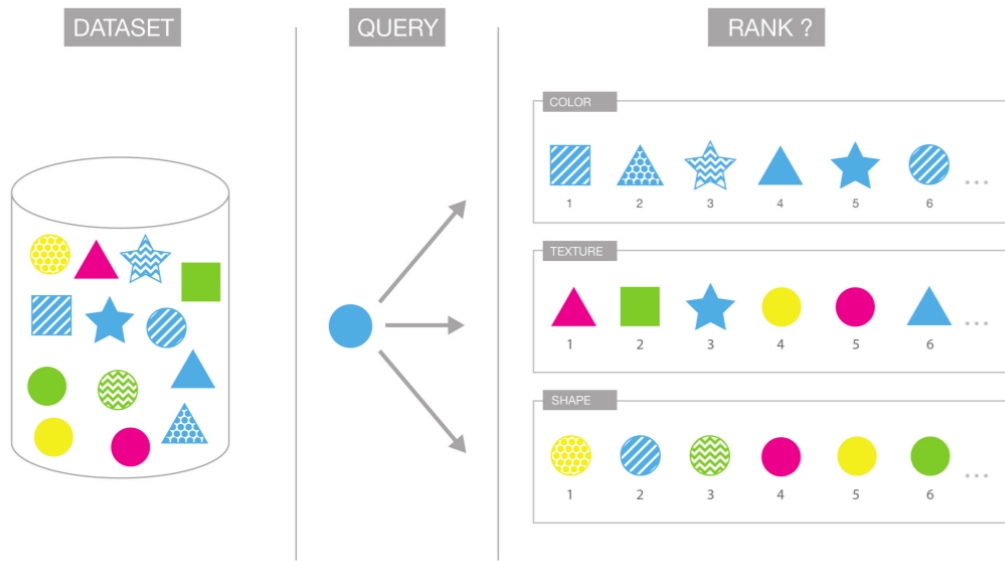 DATASET
QUERY
RANK ?
COLOR
1 2 3 4 5 6 ...
TEXTURE
1 2 3 4 5 6 ...
SHAPE
1 2 3 4 5 6 ...